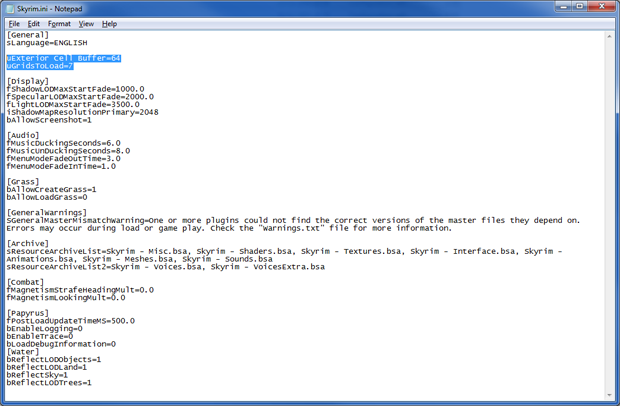 Skyrim.ini - Notepad
File Edit Format View Help
[General]
sLanguage=ENGLISH
uExterior Cell Buffer=64
uGridsToLoad=7
[Display]
fShadowLODMaxStartFade=1000.0
fSpecularLODMaxStartFade=2000.0
fLightLODMaxStartFade=3500.0
iShadowMapResolutionPrimary=2048
bAllowScreenshot=1
[Audio]
fMusicDuckingSeconds=6.0
fMusicUnDuckingSeconds=8.0
fMenuModeFadeOutTime=3.0
fMenuModeFadeInTime=1.0
[Grass]
bAllowCreateGrass=1
bAllowLoadGrass=0
[GeneralWarnings]
SGeneralMasterMismatchWarning=One or more plugins could not find the correct versions of the master files they depend on.
Errors may occur during load or game play. Check the "Warnings.txt" file for more information.
[Archive]
sResourceArchiveList=Skyrim - Misc.bsa, Skyrim - Shaders.bsa, Skyrim - Textures.bsa, Skyrim - Interface.bsa, Skyrim -
Animations.bsa, Skyrim - Meshes.bsa, Skyrim - Sounds.bsa
sResourceArchiveList2=Skyrim - Voices.bsa, Skyrim - VoicesExtra.bsa
[Combat]
fMagnetismStrafeHeadingMult=0.0
fMagnetismLookingMult=0.0
[Papyrus]
fPostLoadUpdateTimeMS=500.0
bEnableLogging=0
bEnableTrace=0
bLoadDebugInformation=0
[Water]
bReflectLODObjects=1
bReflectLODLand=1
bReflectSky=1
bReflectLODTrees=1